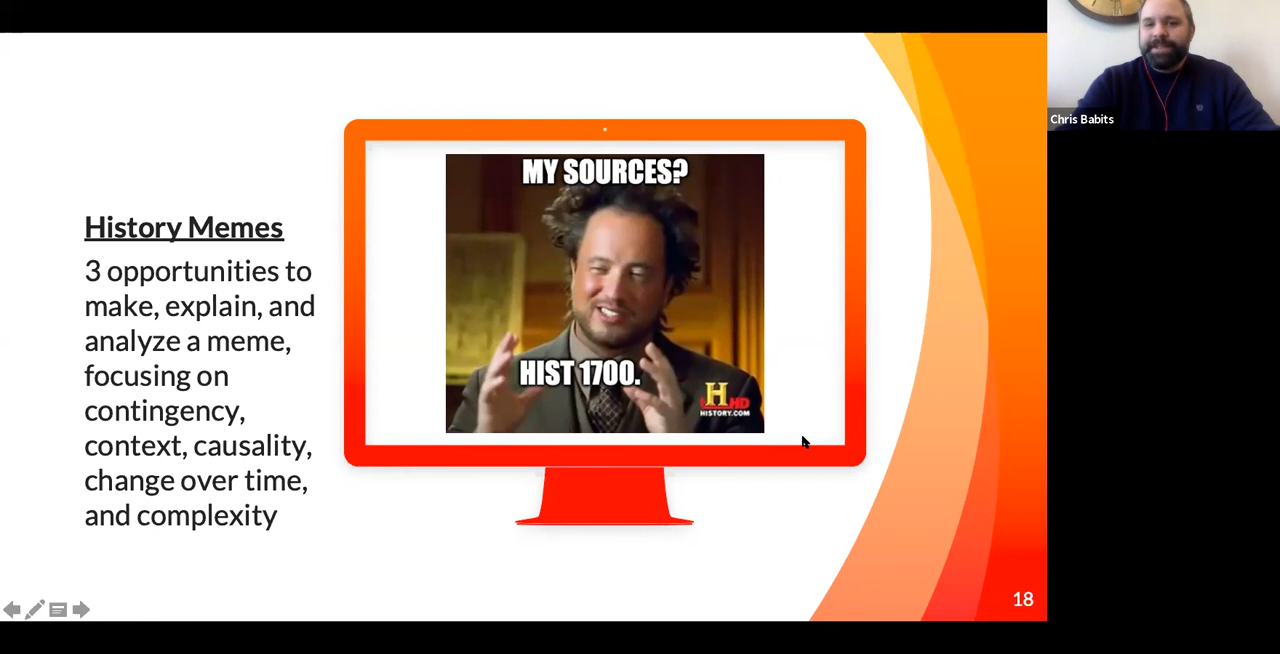 History Memes
3 opportunities to
make, explain, and
analyze a meme,
focusing on
contingency,
context, causality,
change over time,
and complexity
MY SOURCES?
HIST 1700.
H HD
HISTORY.COM
Chris Babits
18